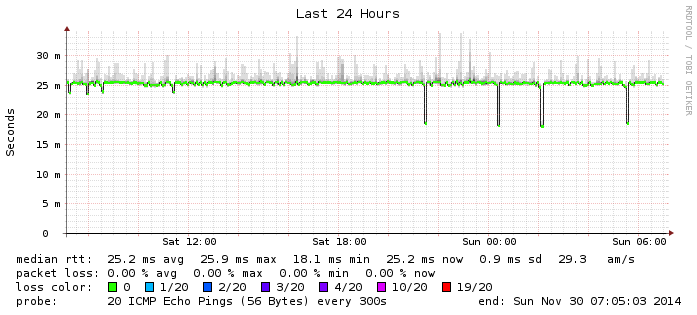 Last 24 Hours
RRDTOOL / TOBI OETIKER
Seconds
30 m
25 m
20 m
15 m
10 m
5 m
0
Sat 12:00 Sat 18:00 Sun 00:00 Sun 06:00
median rtt: 25.2 ms avg 25.9 ms max 18.1 ms min 25.2 ms now 0.9 ms sd 29.3 am/s
packet loss: 0.00 % avg 0.00 % max 0.00 % min 0.00 % now
loss color: 0 1/20 2/20 3/20 4/20 10/20 19/20
probe: 20 ICMP Echo Pings (56 Bytes) every 300s end: Sun Nov 30 07:05:03 2014